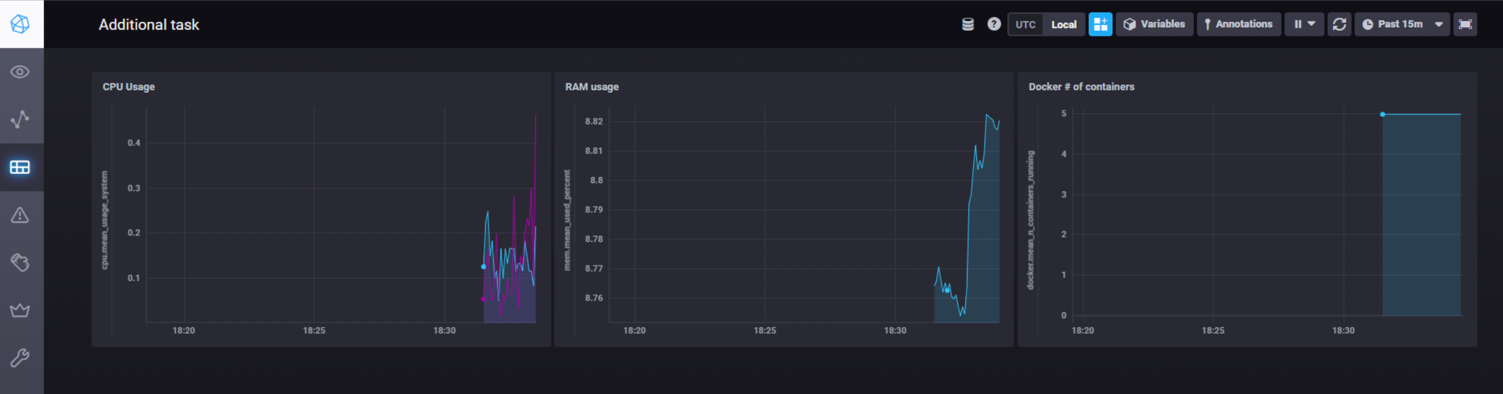 Additional task
UTC Local Variables Annotations Past 15m
CPU Usage
cpu.mean_usage_system
0.4
0.3
0.2
0.1
18:20 18:25 18:30
RAM usage
mem.mean_used_percent
8.82
8.81
8.8
8.79
8.78
8.77
8.76
18:20 18:25 18:30
Docker # of containers
docker.mean_n_containers_running
5
4
3
2
1
0
18:20 18:25 18:30